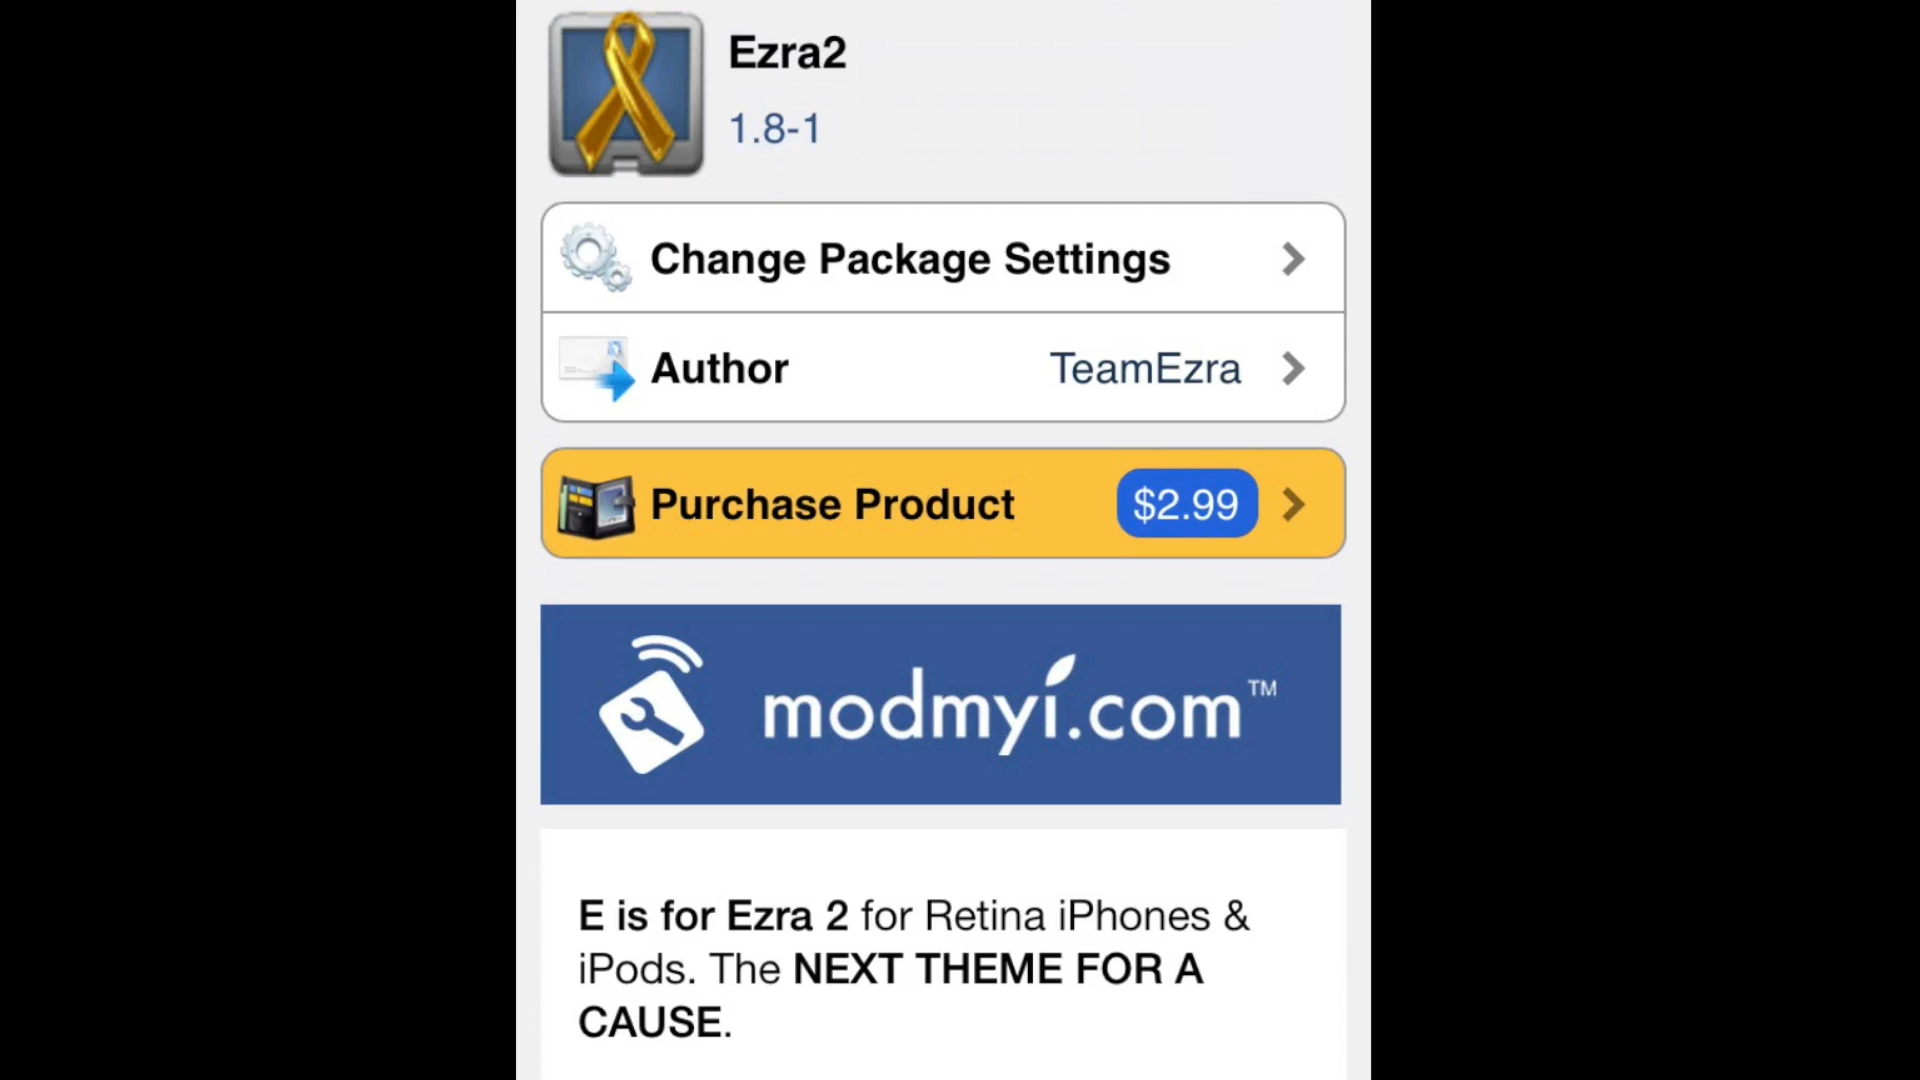 Ezra2
1.8-1
Change Package Settings
Author TeamEzra
Purchase Product $2.99
modmyi.com™
E is for Ezra 2 for Retina iPhones &
iPods. The NEXT THEME FOR A
CAUSE.